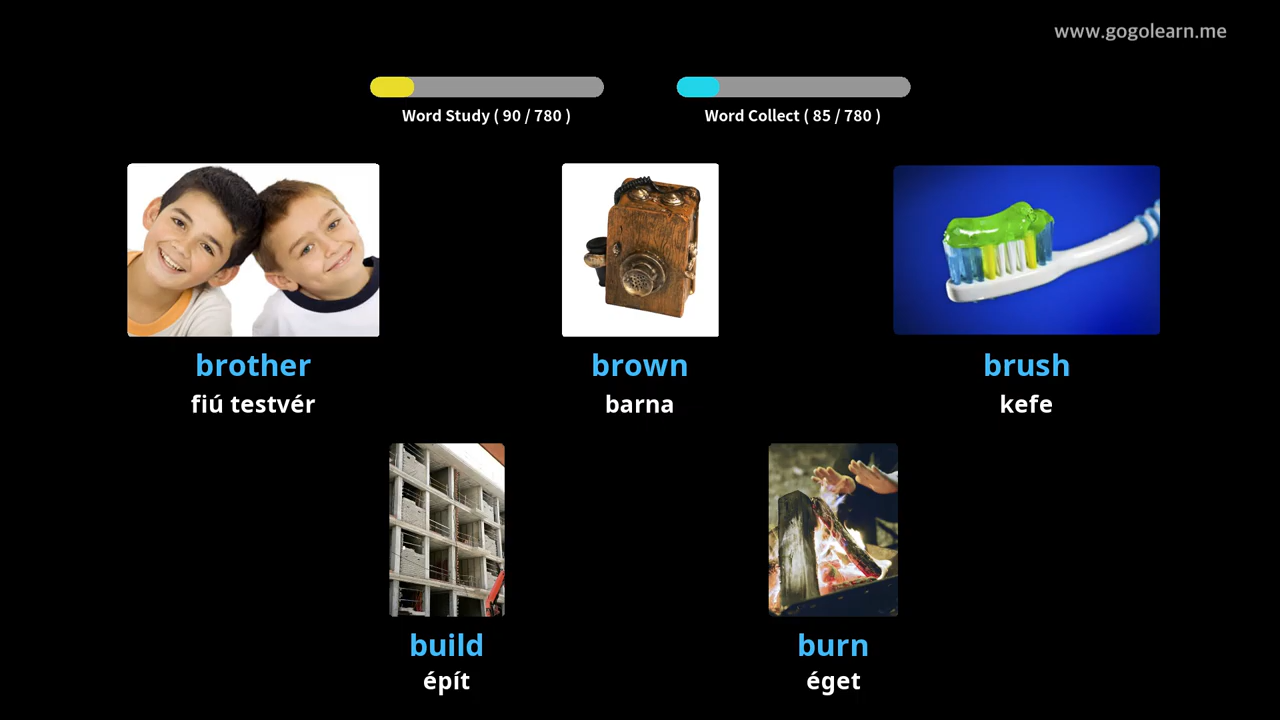 www.gogolearn.me
Word Study ( 90 / 780 )
Word Collect ( 85 / 780 )
brother
fiú testvér
brown
barna
brush
kefe
build
épít
burn
éget